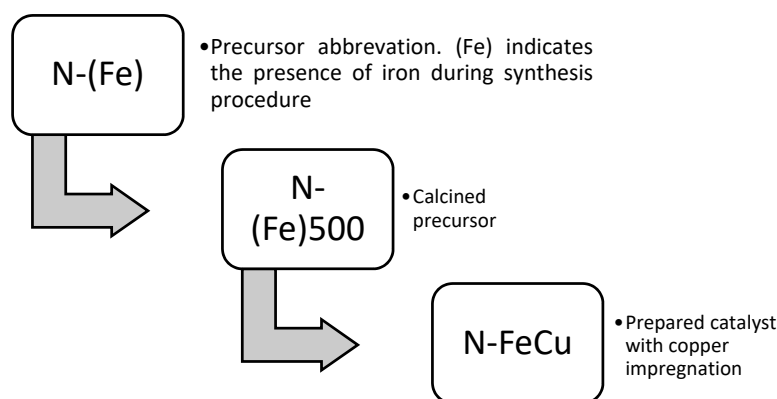 N-(Fe)
•Precursor abbrevation. (Fe) indicates
the presence of iron during synthesis
procedure
N-
(Fe)500
•Calcined
precursor
N-FeCu
•Prepared catalyst
with copper
impregnation